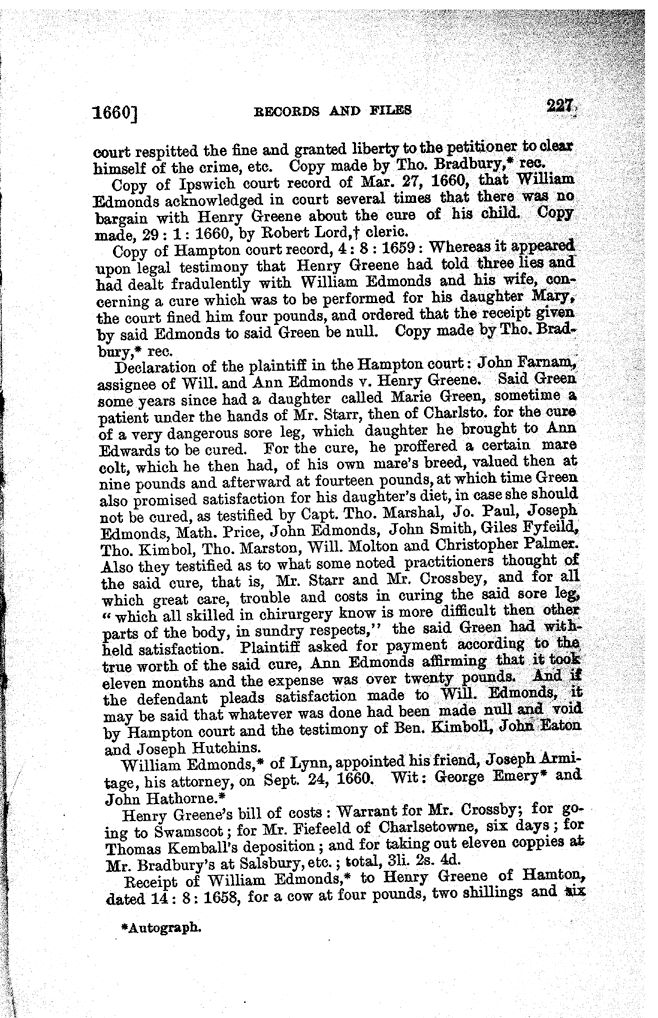 1660] RECORDS AND FILES 227
court respitted the fine and granted liberty to the petitioner to clear
himself of the crime, etc. Copy made by Tho. Bradbury,* rec.
Copy of Ipswich court record of Mar. 27, 1660, that William
Edmonds acknowledged in court several times that there was no
bargain with Henry Greene about the cure of his child. Copy
made, 29 : 1 : 1660, by Robert Lord,† cleric.
Copy of Hampton court record, 4 : 8 : 1659 : Whereas it appeared
upon legal testimony that Henry Greene had told three lies and
had dealt fradulently with William Edmonds and his wife, con-
cerning a cure which was to be performed for his daughter Mary,
the court fined him four pounds, and ordered that the receipt given
by said Edmonds to said Green be null. Copy made by Tho. Brad-
bury,* rec.
Declaration of the plaintiff in the Hampton court : John Farnam,
assignee of Will. and Ann Edmonds v. Henry Greene. Said Green
some years since had a daughter called Marie Green, sometime a
patient under the hands of Mr. Starr, then of Charlsto. for the cure
of a very dangerous sore leg, which daughter he brought to Ann
Edwards to be cured. For the cure, he proffered a certain mare
colt, which he then had, of his own mare's breed, valued then at
nine pounds and afterward at fourteen pounds, at which time Green
also promised satisfaction for his daughter's diet, in case she should
not be cured, as testified by Capt. Tho. Marshal, Jo. Paul, Joseph
Edmonds, Math. Price, John Edmonds, John Smith, Giles Fyfeild,
Tho. Kimbol, Tho. Marston, Will. Molton and Christopher Palmer.
Also they testified as to what some noted practitioners thought of
the said cure, that is, Mr. Starr and Mr. Crossbey, and for all
which great care, trouble and costs in curing the said sore leg,
" which all skilled in chirurgery know is more difficult then other
parts of the body, in sundry respects," the said Green had with-
held satisfaction. Plaintiff asked for payment according to the
true worth of the said cure, Ann Edmonds affirming that it took
eleven months and the expense was over twenty pounds. And if
the defendant pleads satisfaction made to Will. Edmonds, it
may be said that whatever was done had been made null and void
by Hampton court and the testimony of Ben. Kimboll, John Eaton
and Joseph Hutchins.
William Edmonds,* of Lynn, appointed his friend, Joseph Armi-
tage, his attorney, on Sept. 24, 1660. Wit : George Emery* and
John Hathorne.*
Henry Greene's bill of costs : Warrant for Mr. Crossby; for go-
ing to Swamscot ; for Mr. Fiefeeld of Charlsetowne, six days ; for
Thomas Kemball's deposition ; and for taking out eleven coppies at
Mr. Bradbury's at Salsbury, etc. ; total, 3li. 2s. 4d.
Receipt of William Edmonds,* to Henry Greene of Hamton,
dated 14 : 8 : 1658, for a cow at four pounds, two shillings and six
*Autograph.